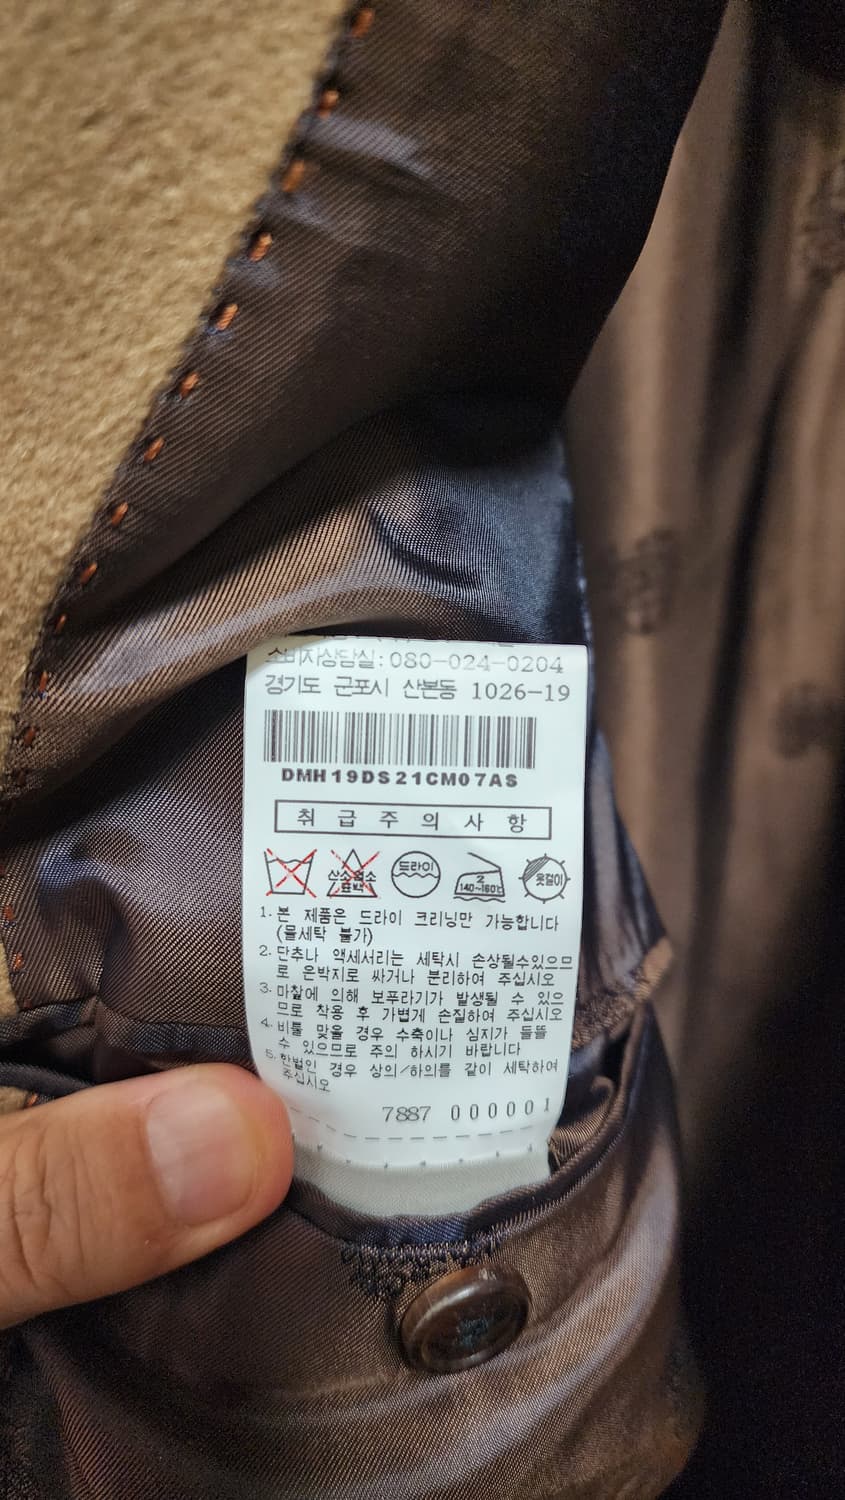 소비자상담실:080-024-0204
경기도 군포시 산본동 1026-19
DMH19DS21CM07AS
취급주의사항
산소염소
표백
드라이
2
140~160℃
옷걸이
1. 본 제품은 드라이 크리닝만 가능합니다
(물세탁 불가)
2. 단추나 액세서리는 세탁시 손상될수있으므
로 은박지로 싸거나 분리하여 주십시오
3. 마찰에 의해 보푸라기가 발생될 수 있으
므로 착용 후 가볍게 손질하여 주십시오
4. 비를 맞을 경우 수축이나 심지가 들뜰
수 있으므로 주의 하시기 바랍니다
5. 한벌인 경우 상의/하의를 같이 세탁하여
주십시오
7887 000001